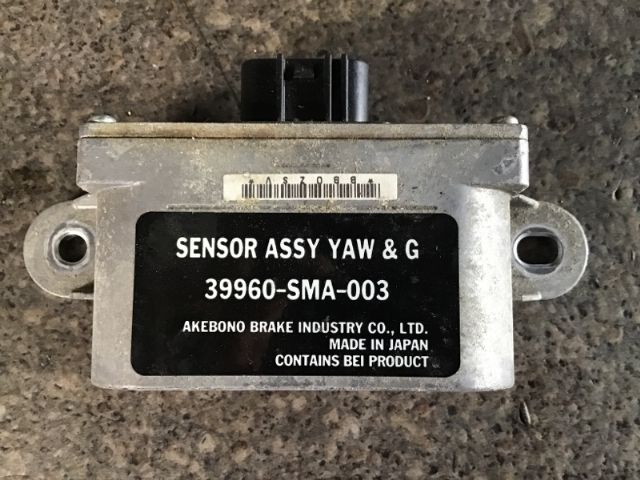 SENSOR ASSY YAW & G
39960-SMA-003
AKEBONO BRAKE INDUSTRY CO., LTD.
MADE IN JAPAN
CONTAINS BEI PRODUCT